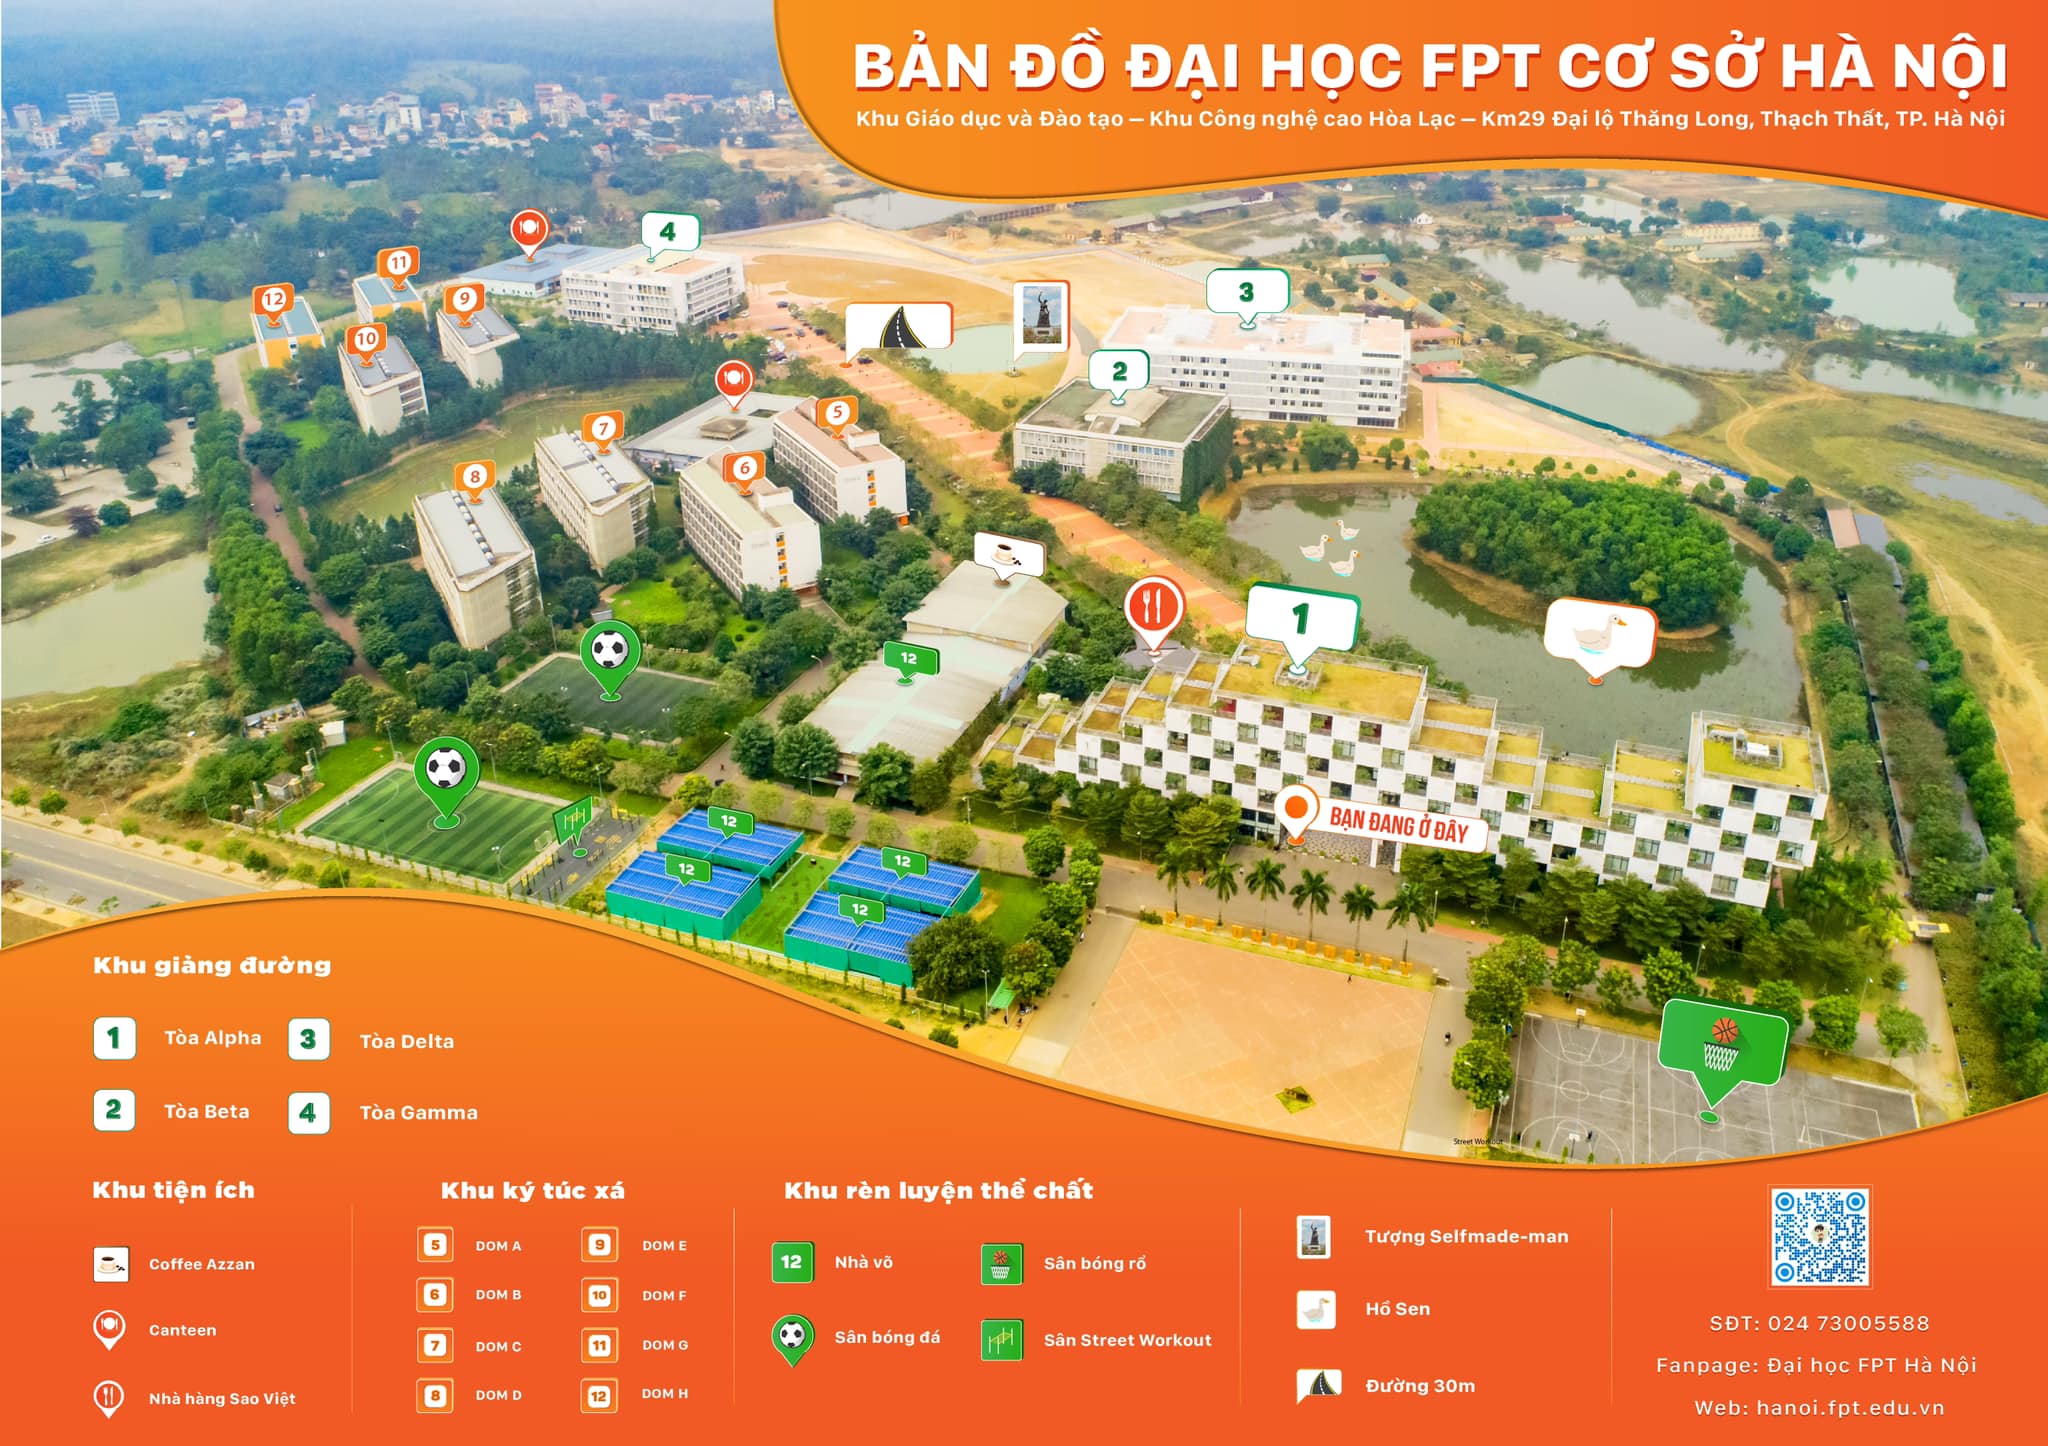 BẢN ĐỒ ĐẠI HỌC FPT CƠ SỞ HÀ NỘI
Khu Giáo dục và Đào tạo – Khu Công nghệ cao Hòa Lạc – Km29 Đại lộ Thăng Long, Thạch Thất, TP. Hà Nội
4
11
12
9
3
10
2
5
7
6
8
1
12
BẠN ĐANG Ở ĐÂY
12
12
12
12
Street Workout
Khu giảng đường
1 Tòa Alpha 3 Tòa Delta
2 Tòa Beta 4 Tòa Gamma
Khu tiện ích
Coffee Azzan
Canteen
Nhà hàng Sao Việt
Khu ký túc xá
5 DOM A 9 DOM E
6 DOM B 10 DOM F
7 DOM C 11 DOM G
8 DOM D 12 DOM H
Khu rèn luyện thể chất
12 Nhà võ Sân bóng rổ
Sân bóng đá Sân Street Workout
Tượng Selfmade-man
Hồ Sen
Đường 30m
SĐT: 024 73005588
Fanpage: Đại học FPT Hà Nội
Web: hanoi.fpt.edu.vn